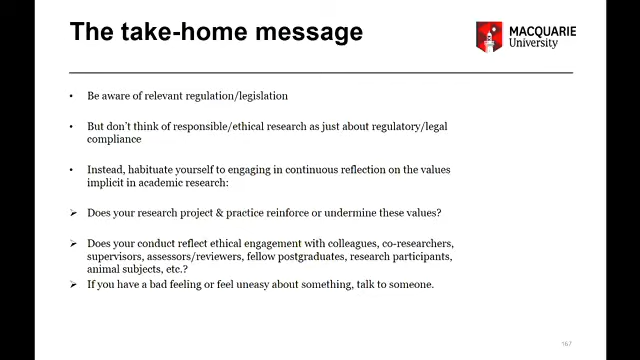 The take-home message
MACQUARIE
University
• Be aware of relevant regulation/legislation
• But don't think of responsible/ethical research as just about regulatory/legal
compliance
• Instead, habituate yourself to engaging in continuous reflection on the values
implicit in academic research:
➢ Does your research project & practice reinforce or undermine these values?
➢ Does your conduct reflect ethical engagement with colleagues, co-researchers,
supervisors, assessors/reviewers, fellow postgraduates, research participants,
animal subjects, etc.?
➢ If you have a bad feeling or feel uneasy about something, talk to someone.
167